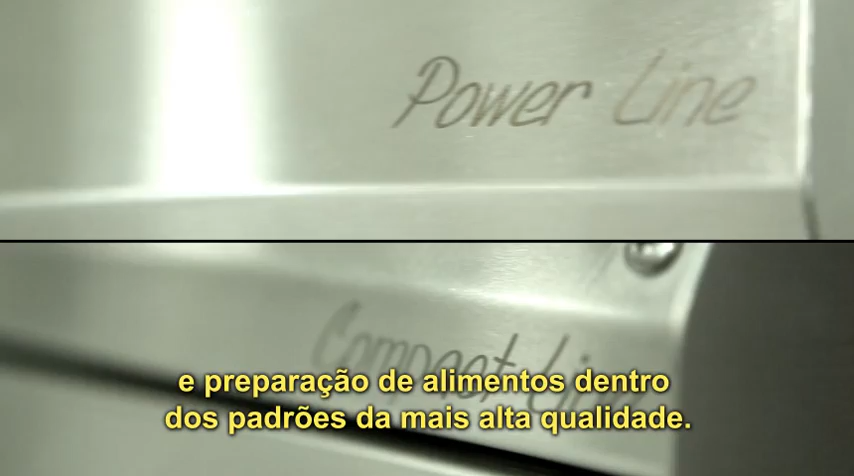 Power Line
Compact Line
e preparação de alimentos dentro
dos padrões da mais alta qualidade.